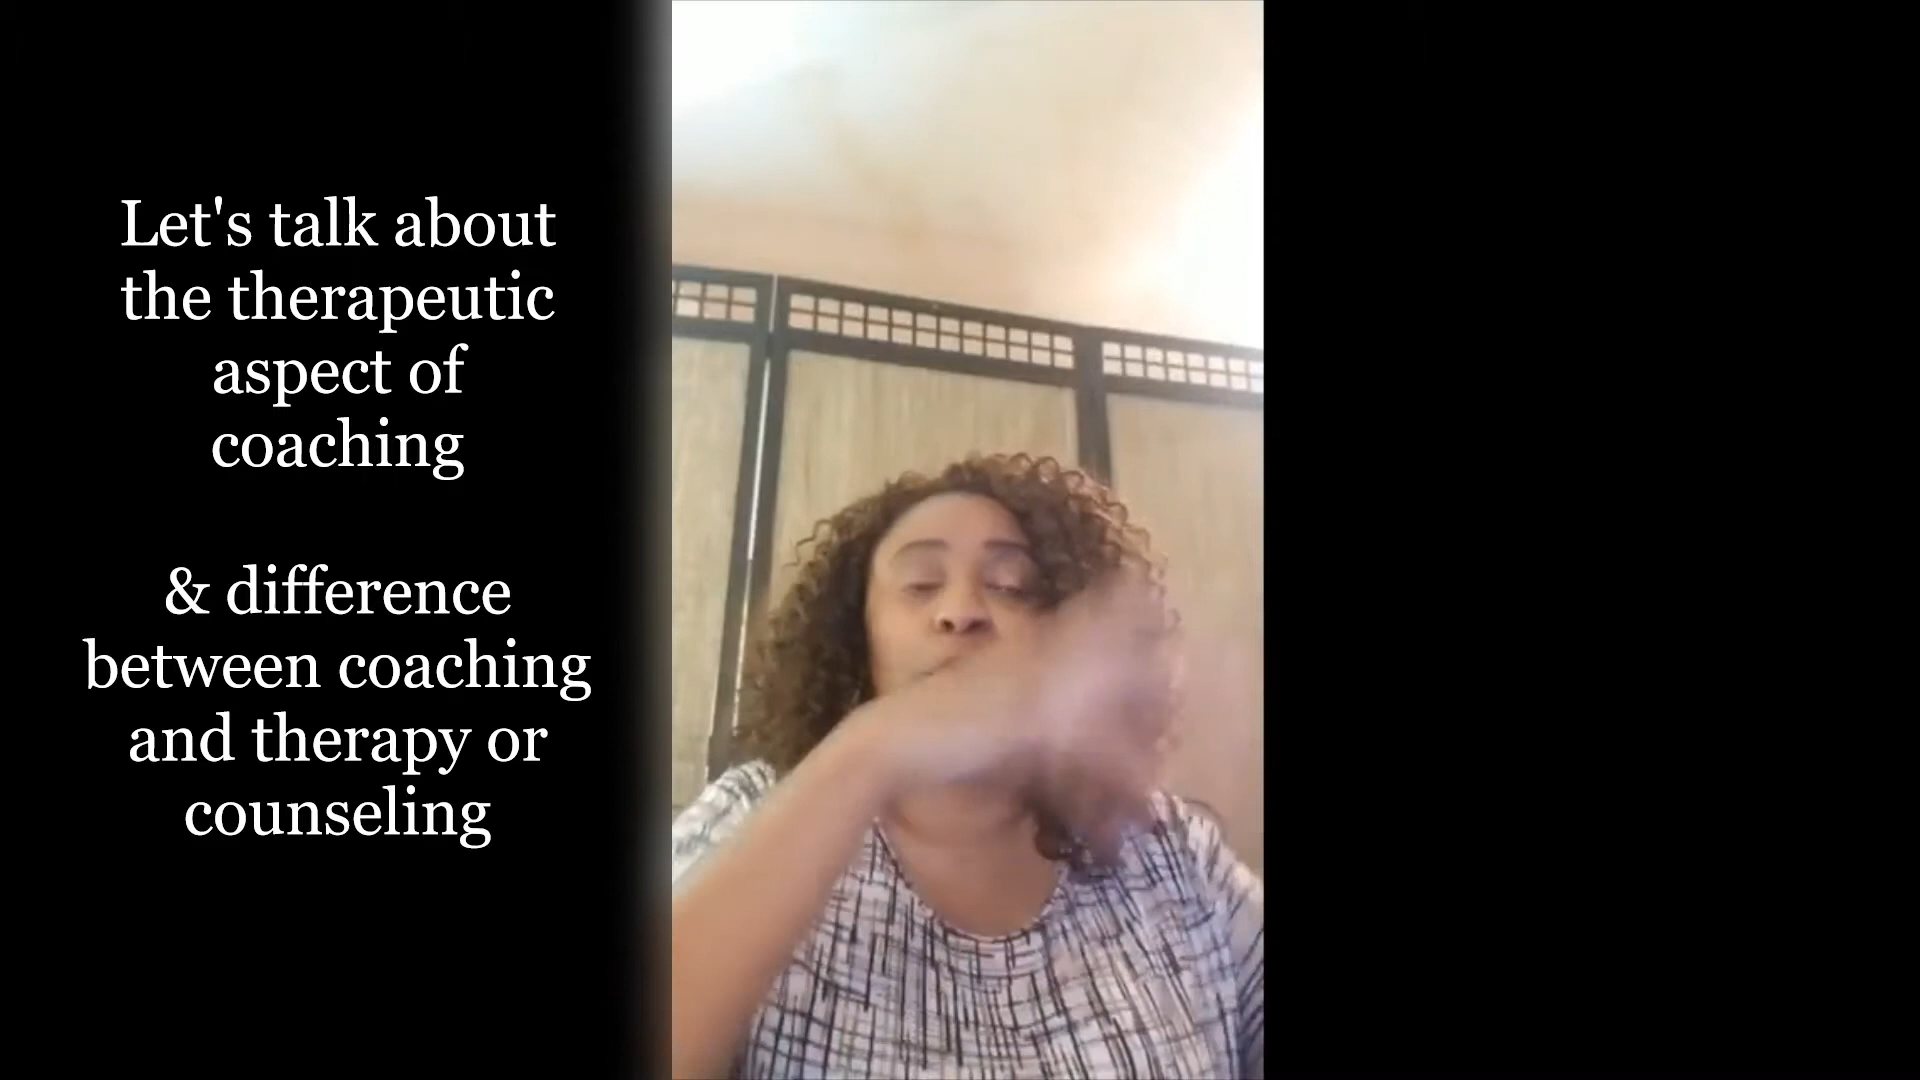 Let's talk about
the therapeutic
aspect of
coaching
& difference
between coaching
and therapy or
counseling